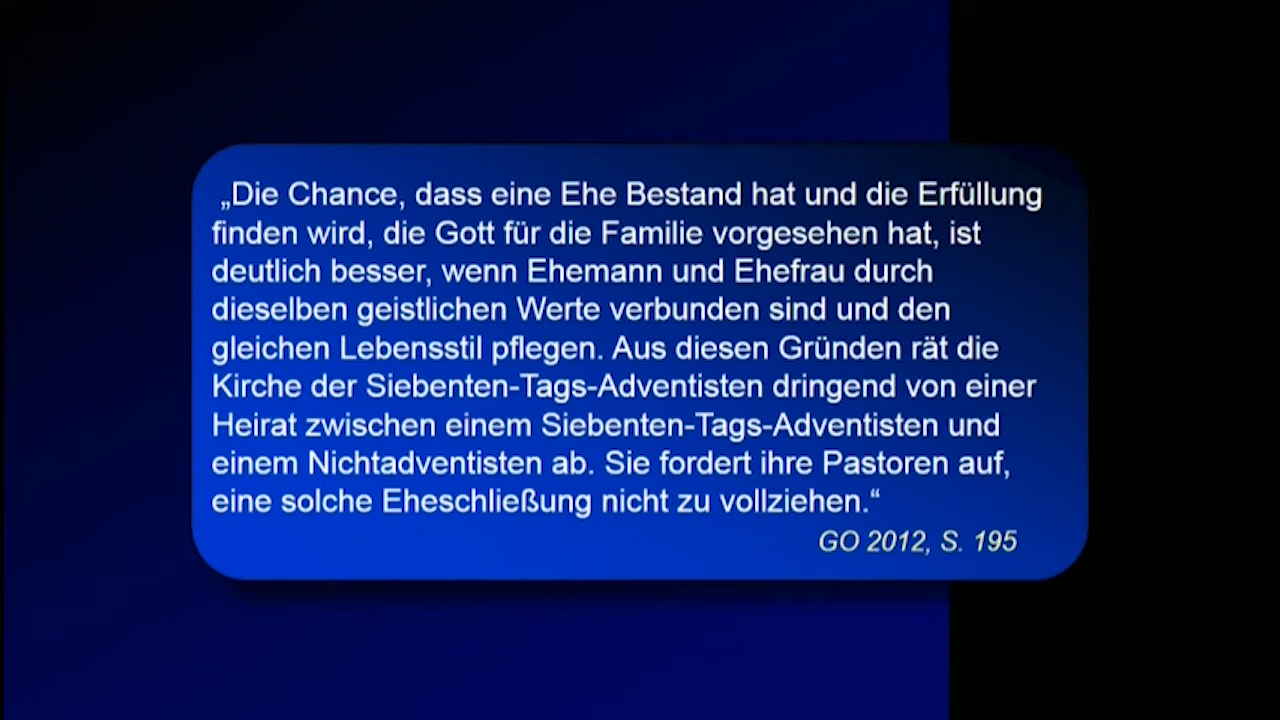 „Die Chance, dass eine Ehe Bestand hat und die Erfüllung
finden wird, die Gott für die Familie vorgesehen hat, ist
deutlich besser, wenn Ehemann und Ehefrau durch
dieselben geistlichen Werte verbunden sind und den
gleichen Lebensstil pflegen. Aus diesen Gründen rät die
Kirche der Siebenten-Tags-Adventisten dringend von einer
Heirat zwischen einem Siebenten-Tags-Adventisten und
einem Nichtadventisten ab. Sie fordert ihre Pastoren auf,
eine solche Eheschließung nicht zu vollziehen.“
GO 2012, S. 195